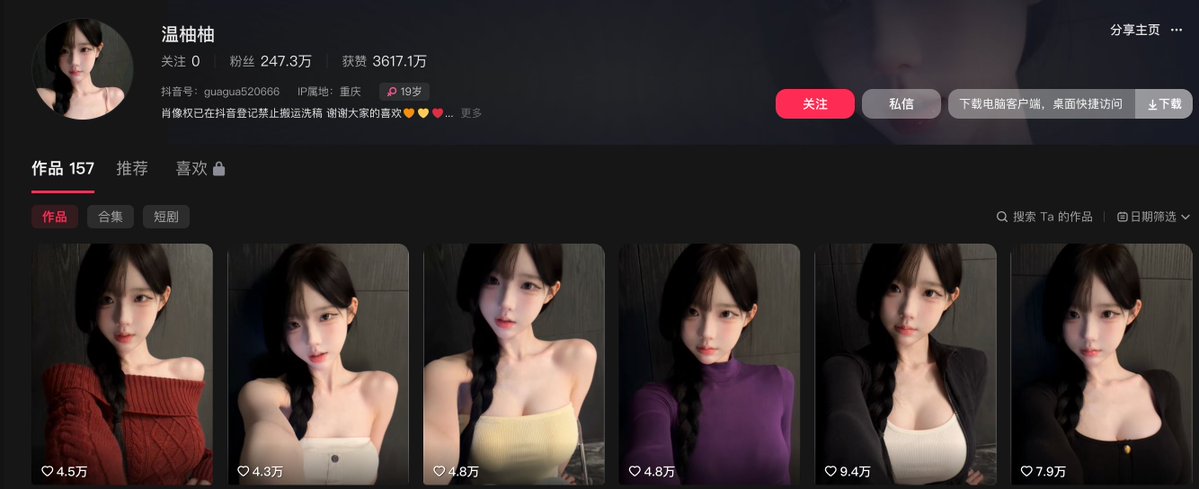 温柚柚
分享主页 ...
关注 0 粉丝 247.3万 获赞 3617.1万
抖音号：guagua520666 IP属地：重庆 19岁
关注 私信 下载电脑客户端，桌面快捷访问 下载
肖像权已在抖音登记禁止搬运洗稿 谢谢大家的喜欢🧡💛❤️... 更多
作品 157 推荐 喜欢
作品 合集 短剧
搜索 Ta 的作品 日期筛选
4.5万 4.3万 4.8万 4.8万 9.4万 7.9万